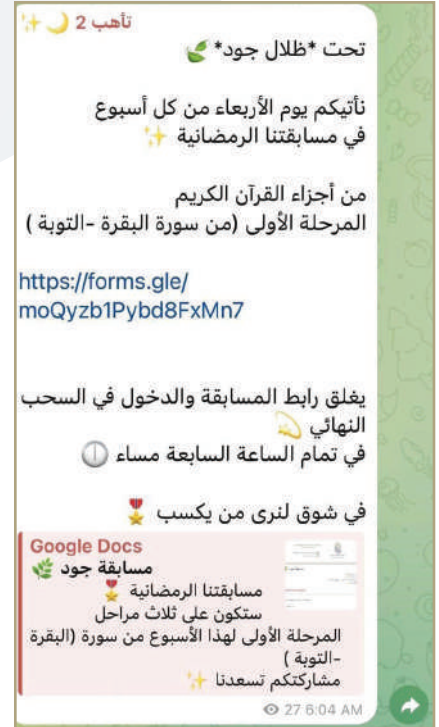 تأهب 2 🌙✨
تحت *ظلال جود* 🌿
نأتيكم يوم الأربعاء من كل أسبوع
في مسابقتنا الرمضانية ✨
من أجزاء القرآن الكريم
المرحلة الأولى (من سورة البقرة -التوبة )
https://forms.gle/
moQyzb1Pybd8FxMn7
يغلق رابط المسابقة والدخول في السحب
النهائي 💫
في تمام الساعة السابعة مساء 🕕
في شوق لنرى من يكسب 🎖️
Google Docs
مسابقة جود 🌿
مسابقتنا الرمضانية 🎖️
ستكون على ثلاث مراحل
المرحلة الأولى لهذا الأسبوع من سورة (البقرة
-التوبة )
مشاركتكم تسعدنا ✨
27 6:04 AM